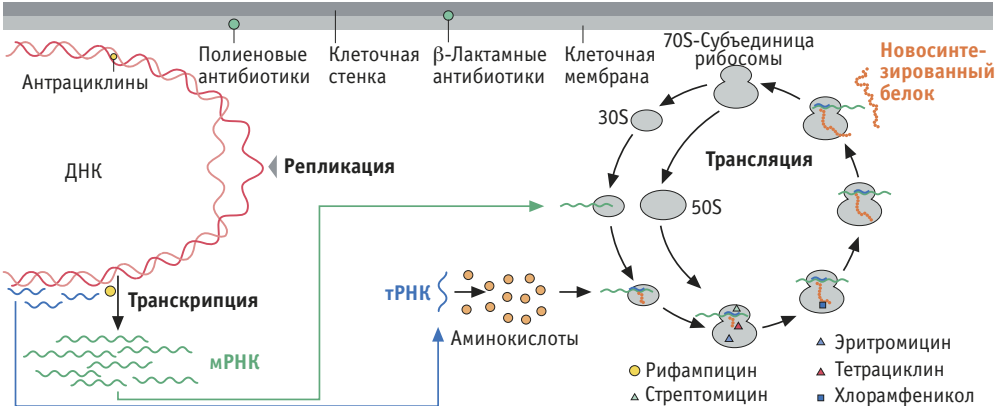 Полиеновые
антибиотики
Клеточная
стенка
β-Лактамные
антибиотики
Клеточная
мембрана
70S-Субъединица
рибосомы
Новосинте-
зированный
белок
Антрациклины
30S
ДНК
Репликация
Трансляция
50S
Транскрипция
тРНК
Аминокислоты
мРНК
Рифампицин
Стрептомицин
Эритромицин
Тетрациклин
Хлорамфеникол